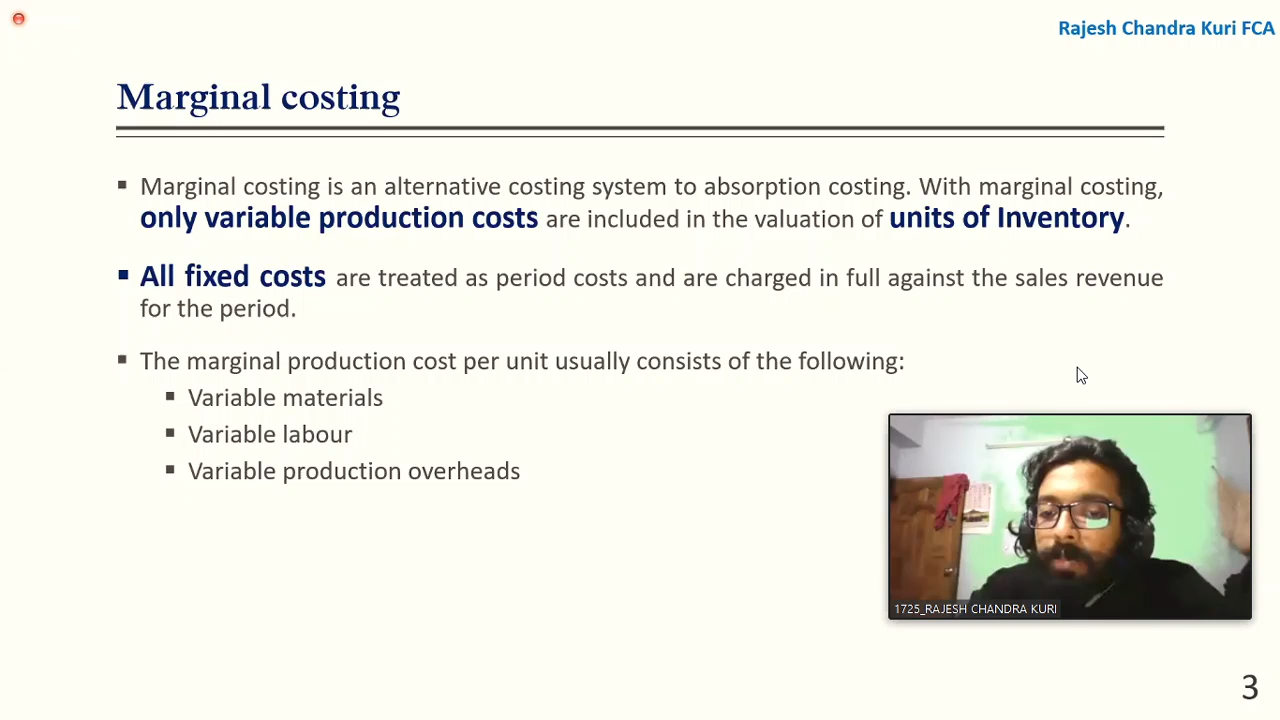 Rajesh Chandra Kuri FCA
Marginal costing
▪ Marginal costing is an alternative costing system to absorption costing. With marginal costing,
only variable production costs are included in the valuation of units of Inventory.
▪ All fixed costs are treated as period costs and are charged in full against the sales revenue
for the period.
▪ The marginal production cost per unit usually consists of the following:
▪ Variable materials
▪ Variable labour
▪ Variable production overheads
1725_RAJESH CHANDRA KURI
3